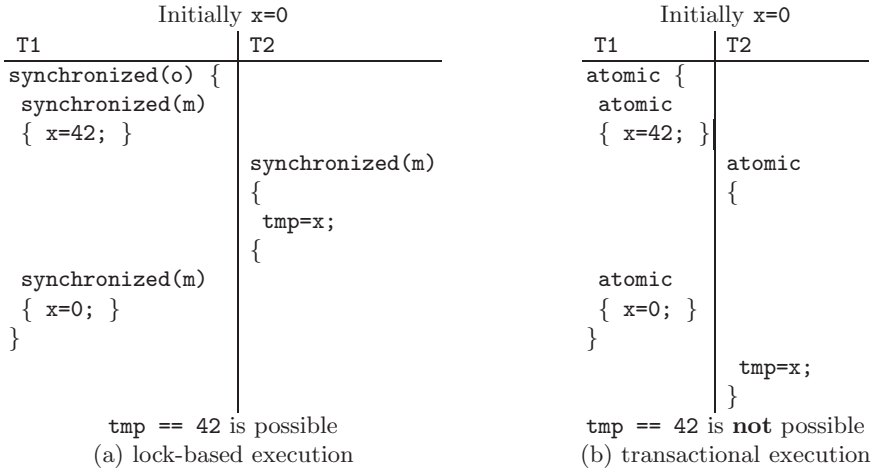 Initially x=0
T1 T2
synchronized(o) {
synchronized(m)
{ x=42; }
synchronized(m)
{
tmp=x;
{
synchronized(m)
{ x=0; }
}
tmp == 42 is possible
(a) lock-based execution
Initially x=0
T1 T2
atomic {
atomic
{ x=42; }
atomic
{
atomic
{ x=0; }
}
tmp=x;
}
tmp == 42 is not possible
(b) transactional execution